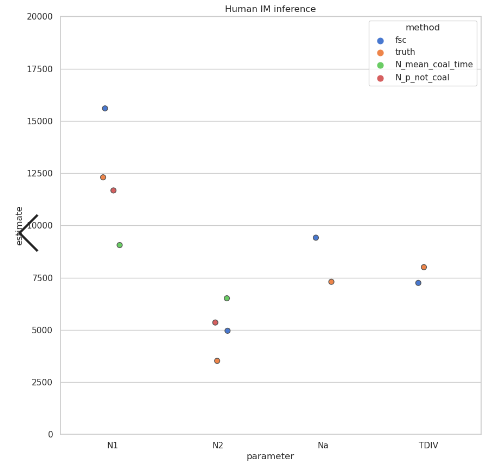 Human IM inference
20000
17500
15000
12500
10000
7500
5000
2500
0
estimate
method
fsc
truth
N_mean_coal_time
N_p_not_coal
N1
N2
Na
TDIV
parameter